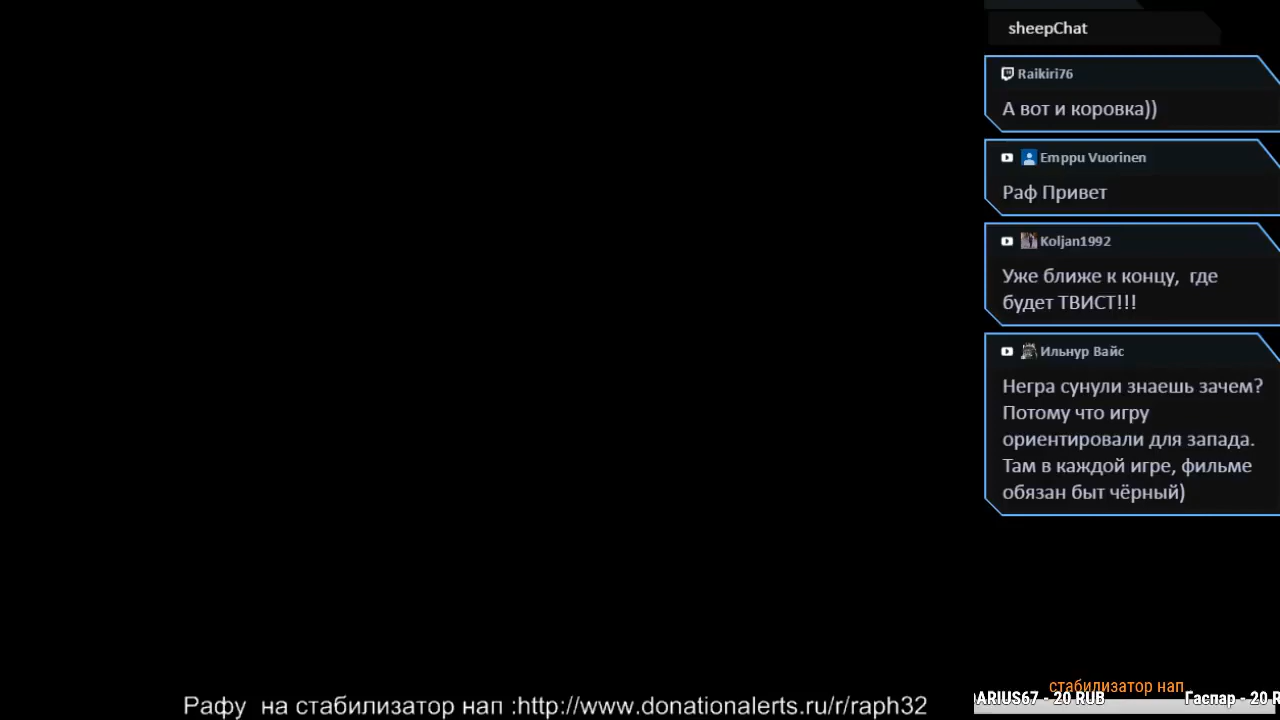 sheepChat
Raikiri76
А вот и коровка))
Emppu Vuorinen
Раф Привет
Koljan1992
Уже ближе к концу, где
будет ТВИСТ!!!
Ильнур Вайс
Негра сунули знаешь зачем?
Потому что игру
ориентировали для запада.
Там в каждой игре, фильме
обязан быт чёрный)
стабилизатор нап
ARIUS67 - 20 RUB Гаспар - 20 R
Рафу на стабилизатор нап :http://www.donationalerts.ru/r/raph32